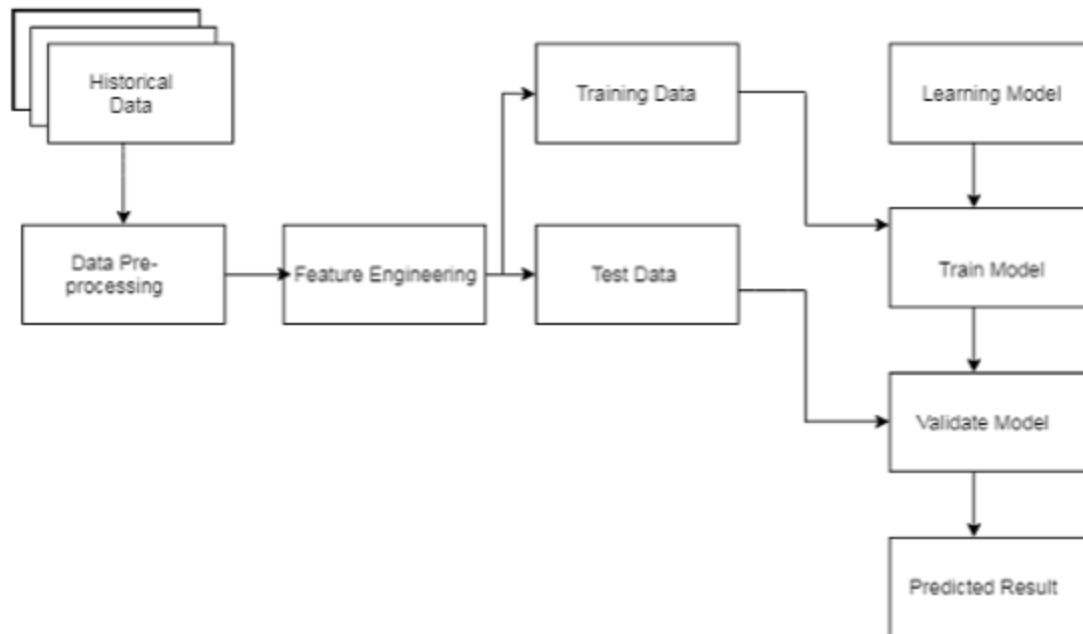 Historical
Data
Training Data
Learning Model
Data Pre-
processing
Feature Engineering
Test Data
Train Model
Validate Model
Predicted Result